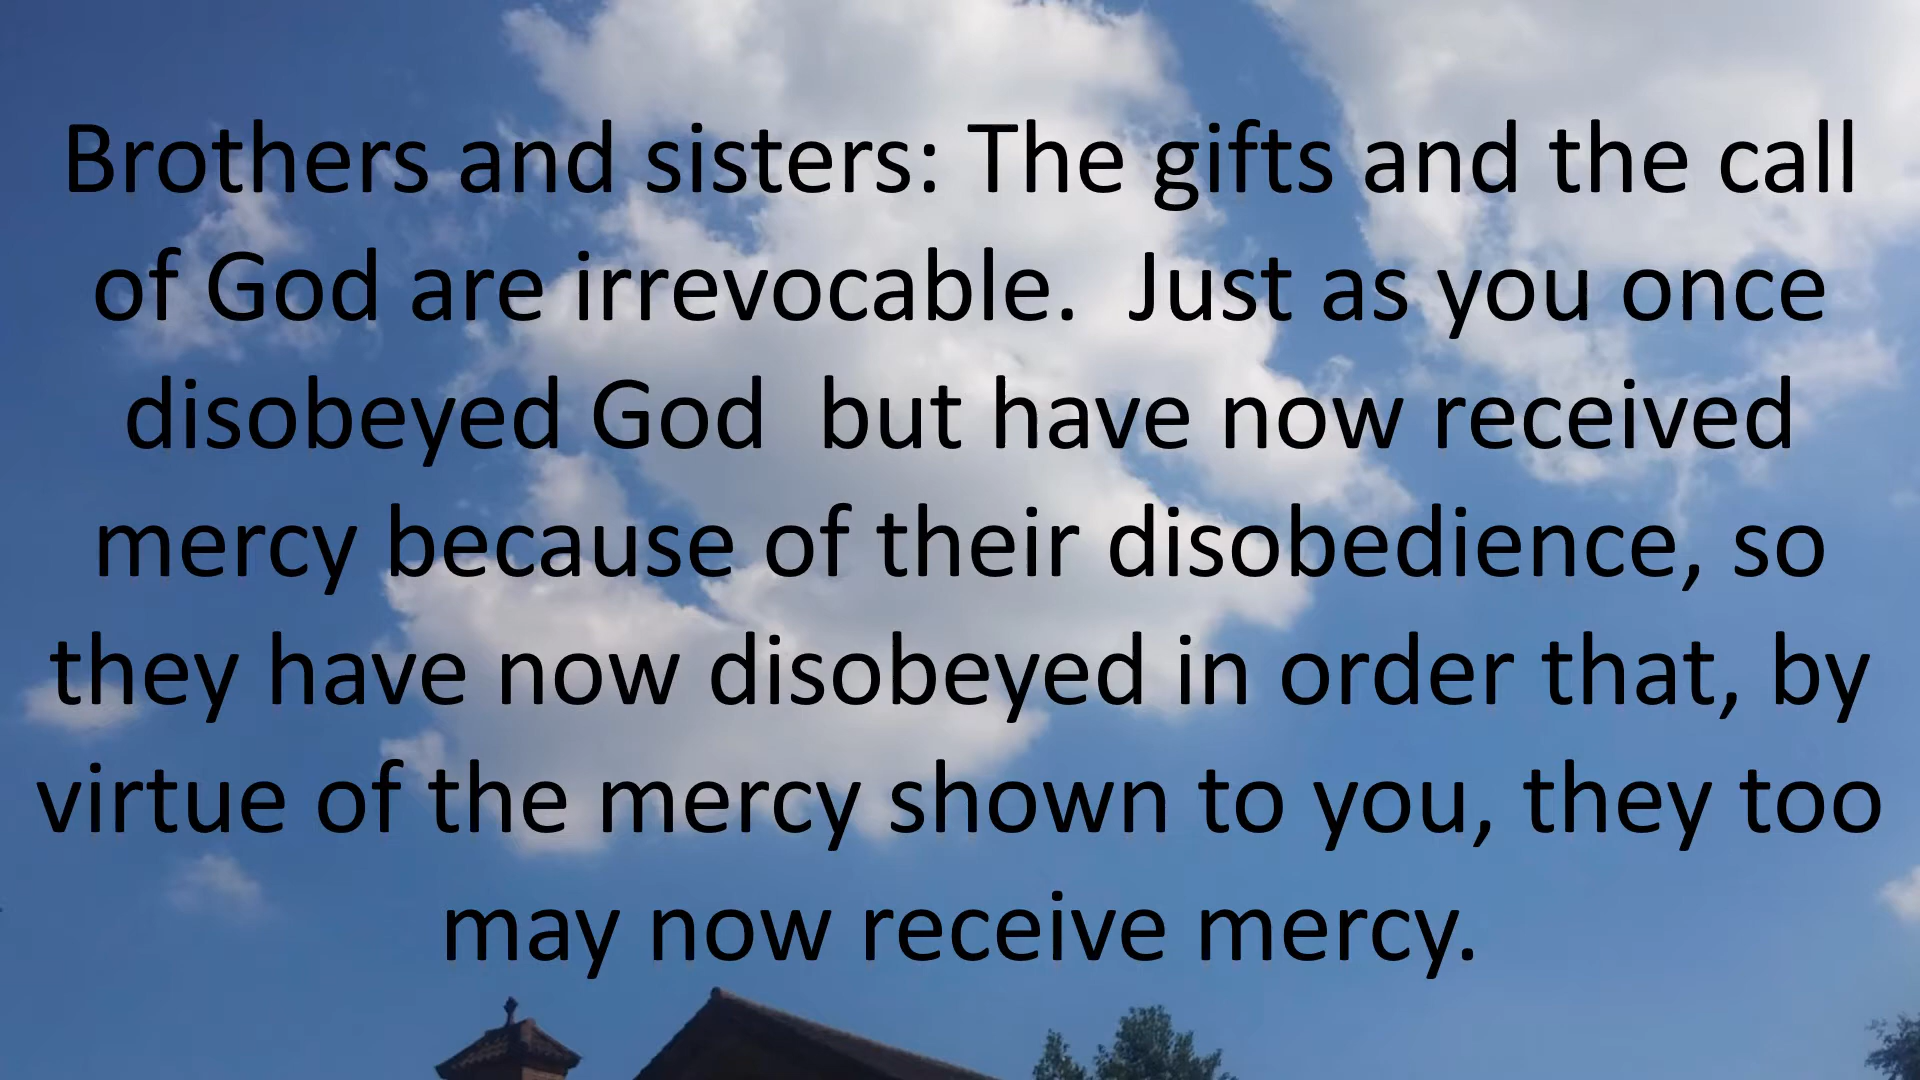 Brothers and sisters: The gifts and the call
of God are irrevocable.  Just as you once
disobeyed God  but have now received
mercy because of their disobedience, so
they have now disobeyed in order that, by
virtue of the mercy shown to you, they too
may now receive mercy.